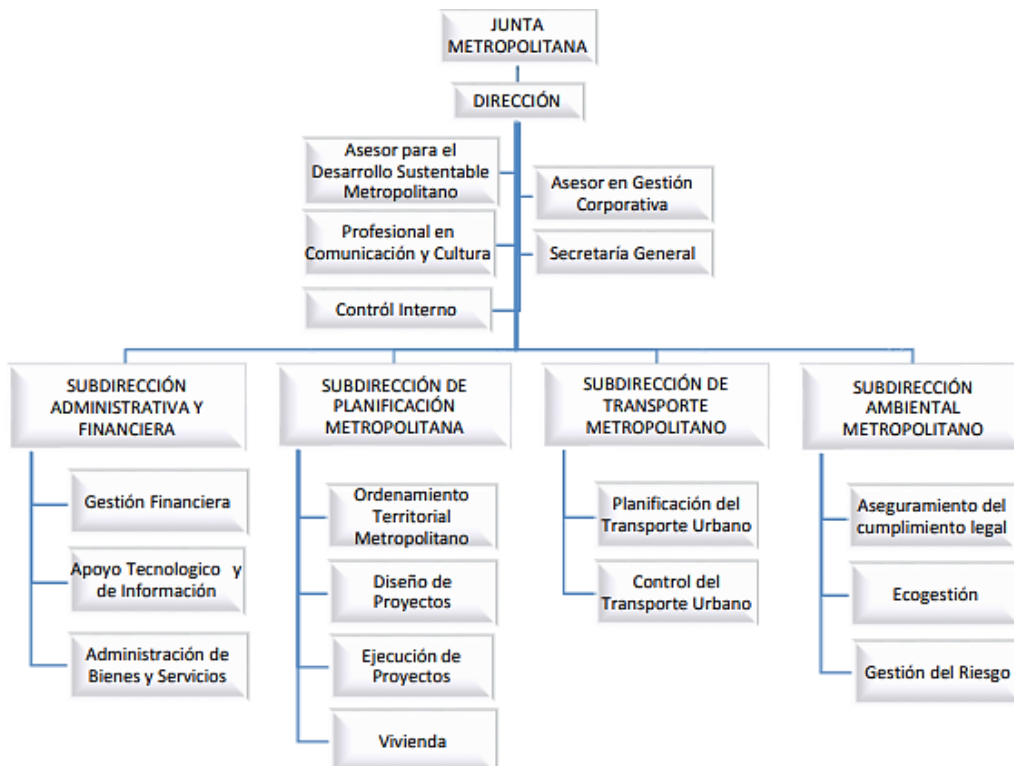 JUNTA
METROPOLITANA
DIRECCIÓN
Asesor para el
Desarrollo Sustentable
Metropolitano
Asesor en Gestión
Corporativa
Profesional en
Comunicación y Cultura
Secretaría General
Contról Interno
SUBDIRECCIÓN
ADMINISTRATIVA Y
FINANCIERA
Gestión Financiera
Apoyo Tecnologico y
de Información
Administración de
Bienes y Servicios
SUBDIRECCIÓN DE
PLANIFICACIÓN
METROPOLITANA
Ordenamiento
Territorial
Metropolitano
Diseño de
Proyectos
Ejecución de
Proyectos
Vivienda
SUBDIRECCIÓN DE
TRANSPORTE
METROPOLITANO
Planificación del
Transporte Urbano
Control del
Transporte Urbano
SUBDIRECCIÓN
AMBIENTAL
METROPOLITANO
Aseguramiento del
cumplimiento legal
Ecogestión
Gestión del Riesgo